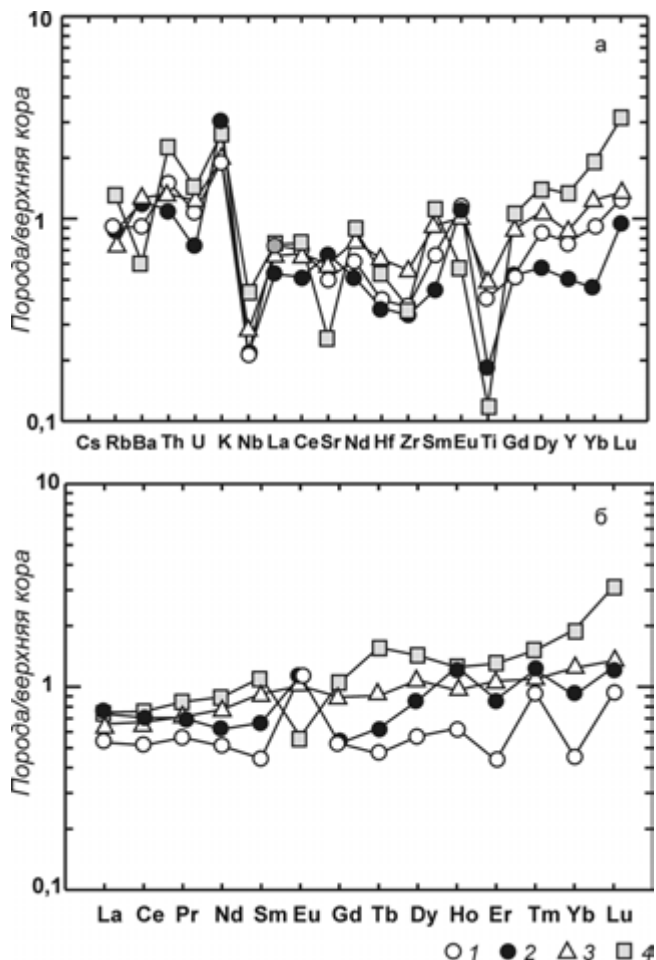 10
а
Порода/верхняя кора
1
0,1
Cs Rb Ba Th U K Nb La Ce Sr Nd Hf Zr Sm Eu Ti Gd Dy Y Yb Lu
10
б
Порода/верхняя кора
1
0,1
La Ce Pr Nd Sm Eu Gd Tb Dy Ho Er Tm Yb Lu
1 2 3 4